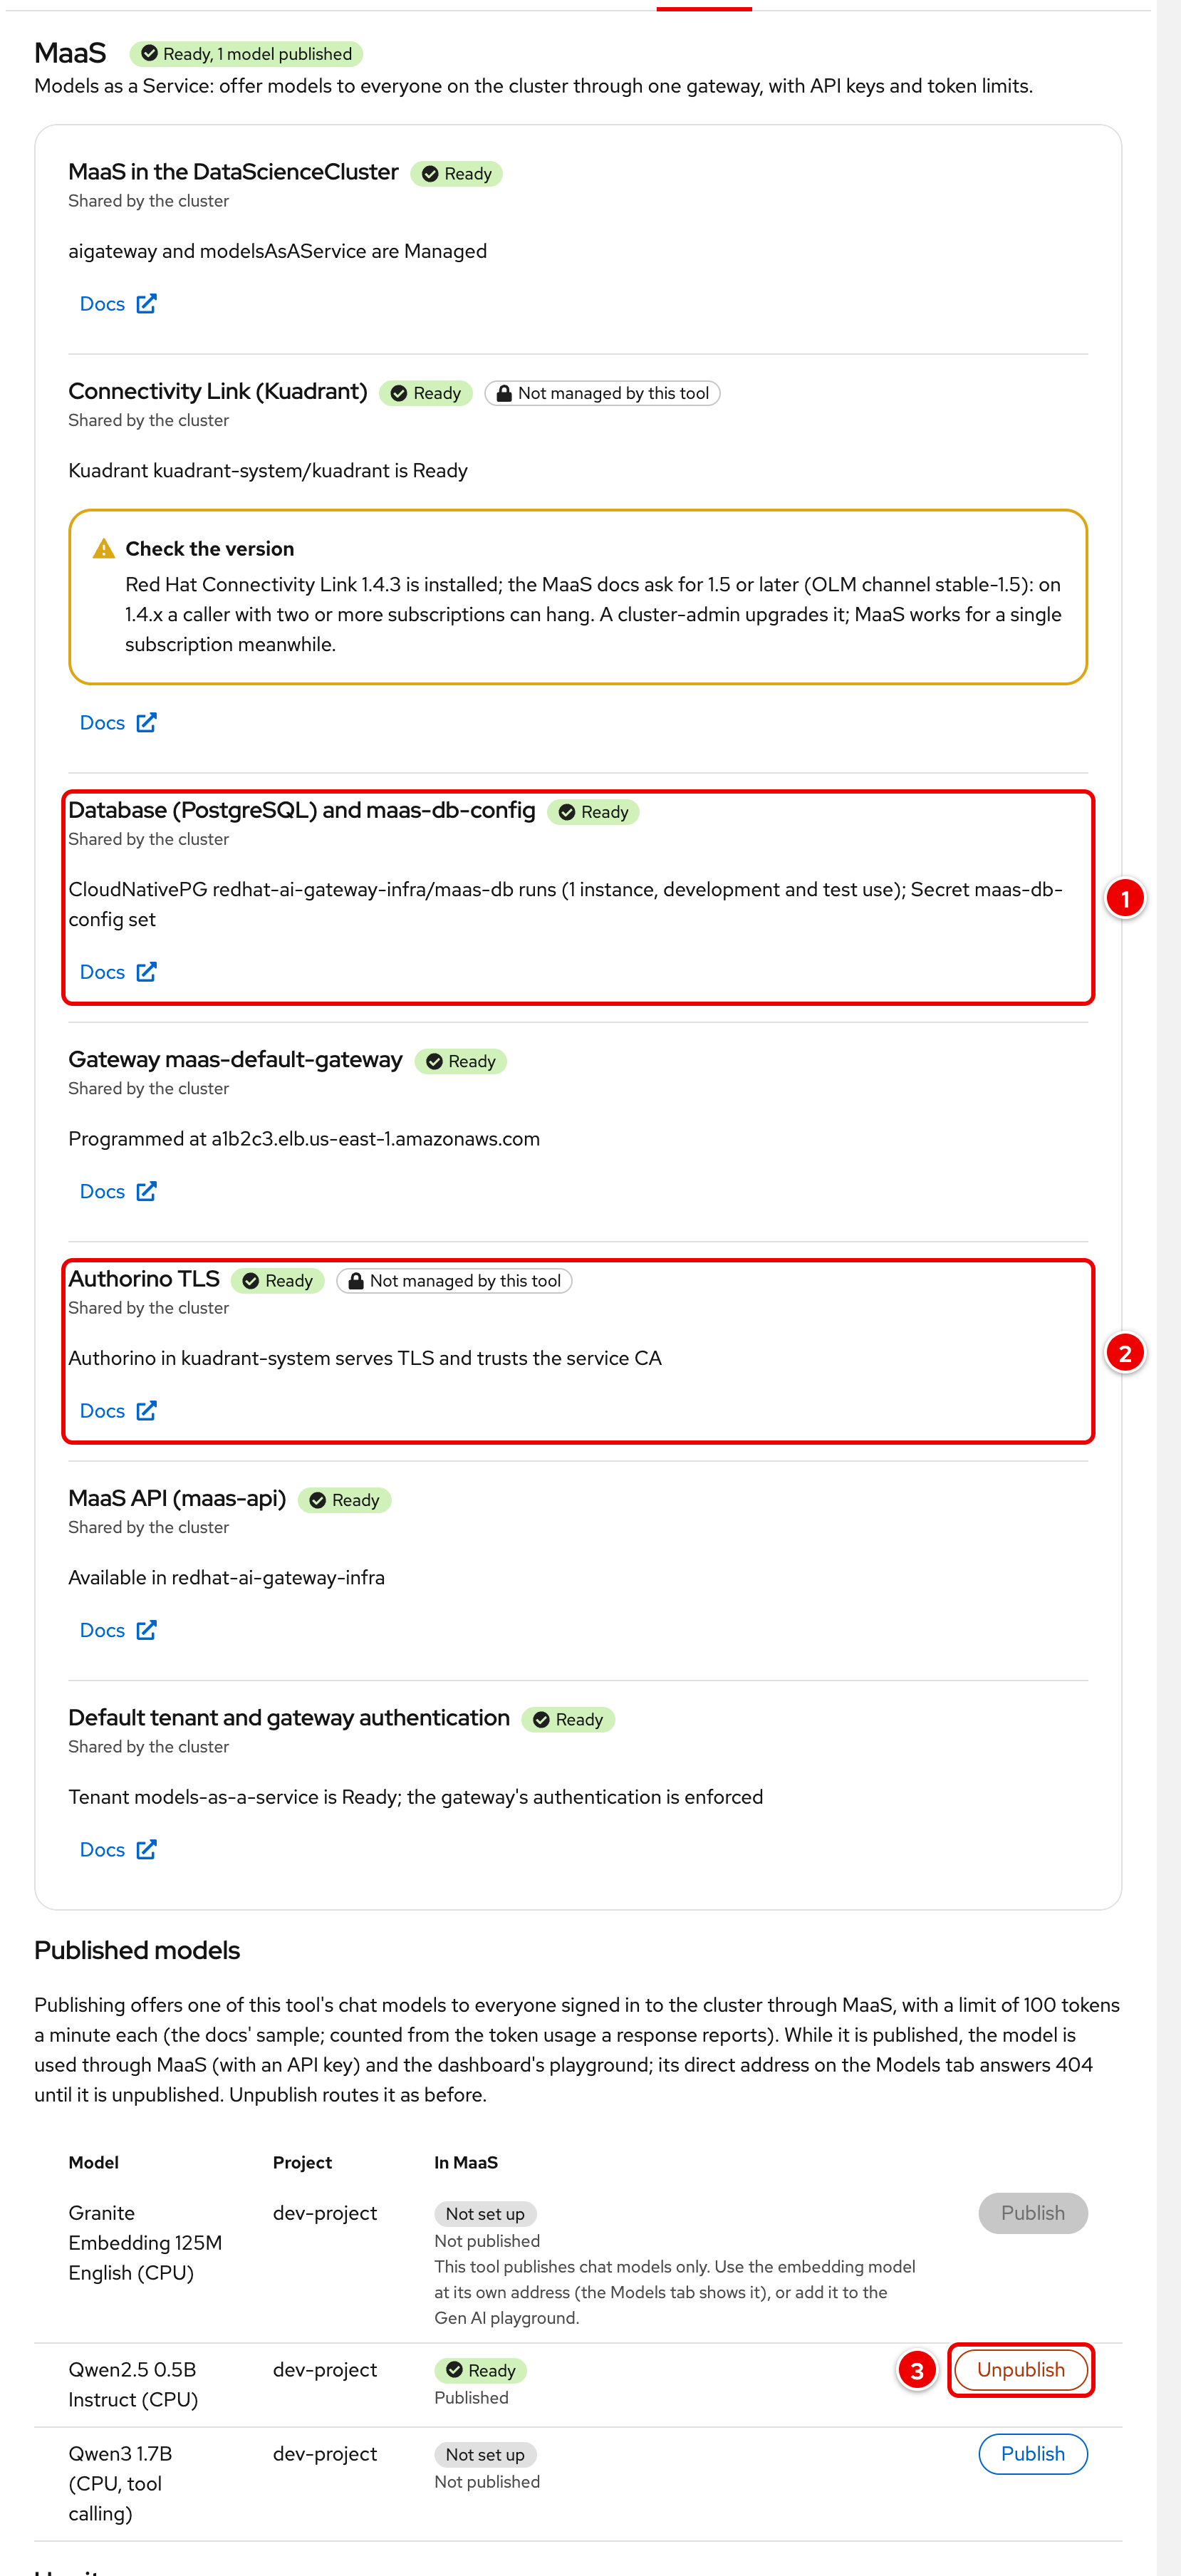 MaaS Ready, 1 model published
Models as a Service: offer models to everyone on the cluster through one gateway, with API keys and token limits.
MaaS in the DataScienceCluster Ready
Shared by the cluster
aigateway and modelsAsAService are Managed
Docs
Connectivity Link (Kuadrant) Ready Not managed by this tool
Shared by the cluster
Kuadrant kuadrant-system/kuadrant is Ready
Check the version
Red Hat Connectivity Link 1.4.3 is installed; the MaaS docs ask for 1.5 or later (OLM channel stable-1.5): on
1.4.x a caller with two or more subscriptions can hang. A cluster-admin upgrades it; MaaS works for a single
subscription meanwhile.
Docs
Database (PostgreSQL) and maas-db-config Ready
Shared by the cluster
CloudNativePG redhat-ai-gateway-infra/maas-db runs (1 instance, development and test use); Secret maas-db-
config set
1
Docs
Gateway maas-default-gateway Ready
Shared by the cluster
Programmed at a1b2c3.elb.us-east-1.amazonaws.com
Docs
Authorino TLS Ready Not managed by this tool
Shared by the cluster
Authorino in kuadrant-system serves TLS and trusts the service CA
2
Docs
MaaS API (maas-api) Ready
Shared by the cluster
Available in redhat-ai-gateway-infra
Docs
Default tenant and gateway authentication Ready
Shared by the cluster
Tenant models-as-a-service is Ready; the gateway's authentication is enforced
Docs
Published models
Publishing offers one of this tool's chat models to everyone signed in to the cluster through MaaS, with a limit of 100 tokens
a minute each (the docs' sample; counted from the token usage a response reports). While it is published, the model is
used through MaaS (with an API key) and the dashboard's playground; its direct address on the Models tab answers 404
until it is unpublished. Unpublish routes it as before.
Model Project In MaaS
Granite dev-project Not set up Publish
Embedding 125M Not published
English (CPU) This tool publishes chat models only. Use the embedding model
at its own address (the Models tab shows it), or add it to the
Gen AI playground.
Qwen2.5 0.5B dev-project Ready 3 Unpublish
Instruct (CPU) Published
Qwen3 1.7B dev-project Not set up Publish
(CPU, tool Not published
calling)